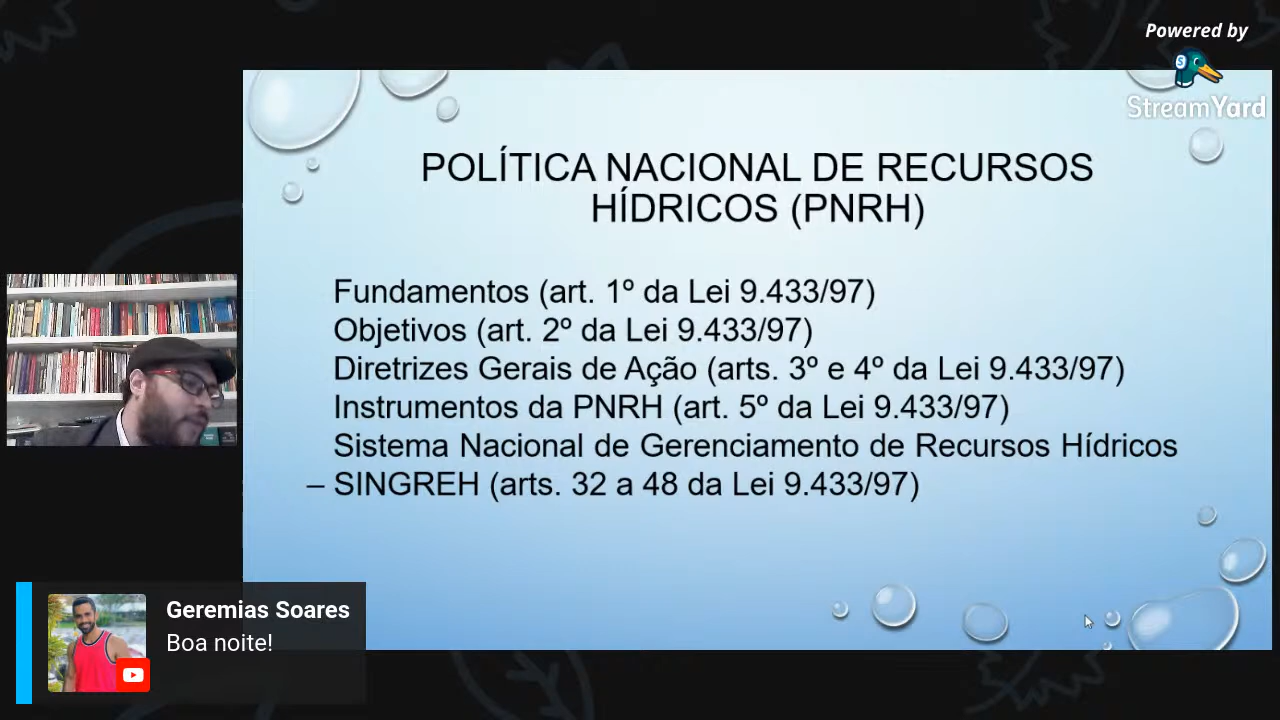 Powered by
StreamYard
POLÍTICA NACIONAL DE RECURSOS
HÍDRICOS (PNRH)
Fundamentos (art. 1º da Lei 9.433/97)
Objetivos (art. 2º da Lei 9.433/97)
Diretrizes Gerais de Ação (arts. 3º e 4º da Lei 9.433/97)
Instrumentos da PNRH (art. 5º da Lei 9.433/97)
Sistema Nacional de Gerenciamento de Recursos Hídricos
– SINGREH (arts. 32 a 48 da Lei 9.433/97)
Geremias Soares
Boa noite!